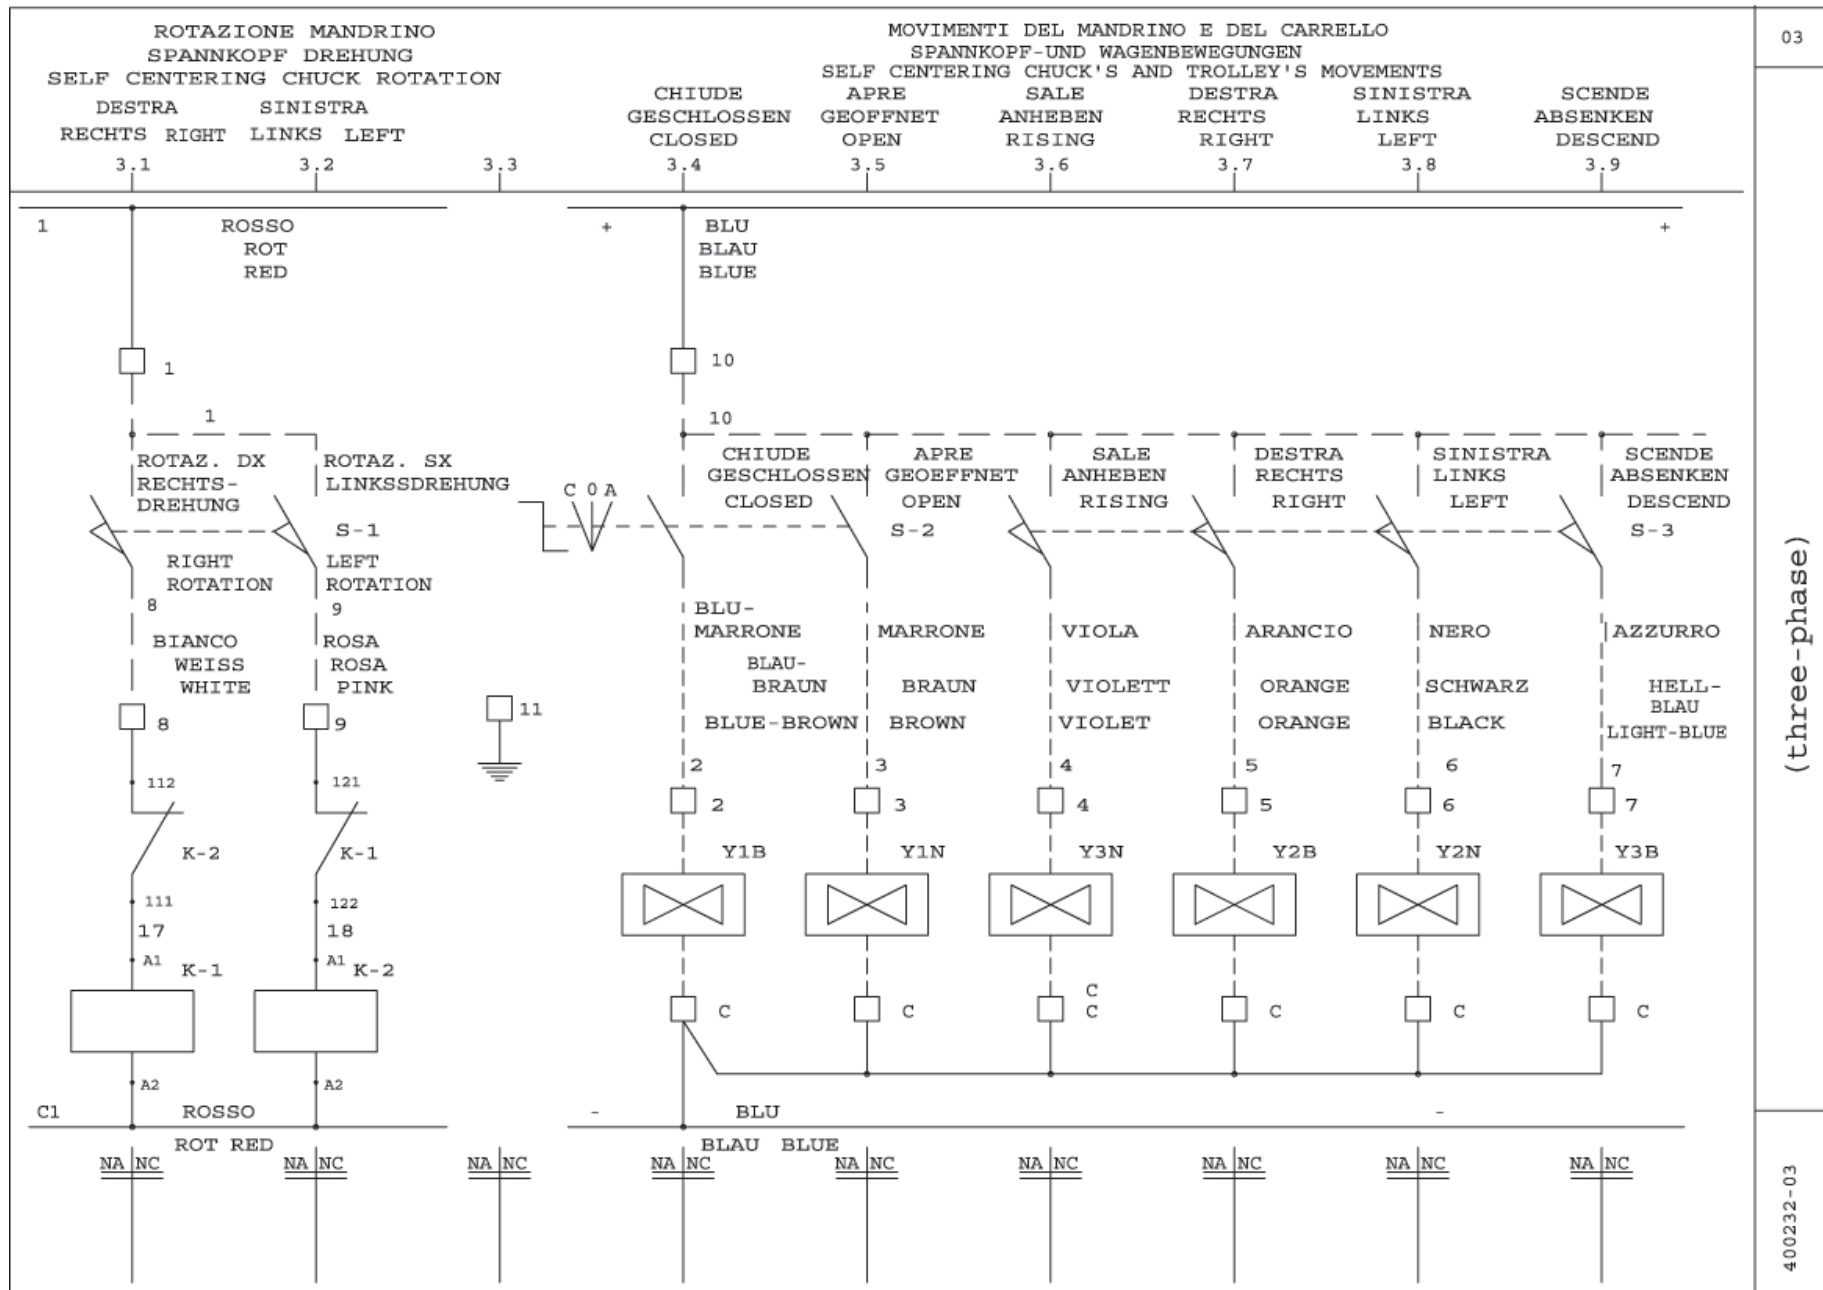 ROTAZIONE MANDRINO
SPANNKOPF DREHUNG
SELF CENTERING CHUCK ROTATION
DESTRA SINISTRA
RECHTS RIGHT LINKS LEFT
MOVIMENTI DEL MANDRINO E DEL CARRELLO
SPANNKOPF-UND WAGENBEWEGUNGEN
SELF CENTERING CHUCK'S AND TROLLEY'S MOVEMENTS
CHIUDE APRE SALE DESTRA SINISTRA SCENDE
GESCHLOSSEN GEOFFNET ANHEBEN RECHTS LINKS ABSENKEN
CLOSED OPEN RISING RIGHT LEFT DESCEND
3.1 3.2 3.3 3.4 3.5 3.6 3.7 3.8 3.9
03
1 ROSSO + BLU +
ROT BLAU
RED BLUE
1 10
1 10
ROTAZ. DX ROTAZ. SX CHIUDE APRE SALE DESTRA SINISTRA SCENDE
RECHTS- LINKSSDREHUNG GESCHLOSSEN GEOEFFNET ANHEBEN RECHTS LINKS ABSENKEN
DREHUNG C 0 A CLOSED OPEN RISING RIGHT LEFT DESCEND
S-1 S-2 S-3
RIGHT LEFT
ROTATION ROTATION
8 9
BLU-
BIANCO ROSA MARRONE MARRONE VIOLA ARANCIO NERO AZZURRO
WEISS ROSA BLAU-
WHITE PINK BRAUN BRAUN VIOLETT ORANGE SCHWARZ HELL-
BLAU
8 9 11 BLUE-BROWN BROWN VIOLET ORANGE BLACK LIGHT-BLUE
2 3 4 5 6 7
112 121
2 3 4 5 6 7
K-2 K-1 Y1B Y1N Y3N Y2B Y2N Y3B
111 122
17 18
A1 K-1 A1 K-2
C
C C C C C C
A2 A2
C1 ROSSO - BLU -
ROT RED BLAU BLUE
NA NC NA NC NA NC NA NC NA NC NA NC NA NC NA NC NA NC
(three-phase)
400232-03